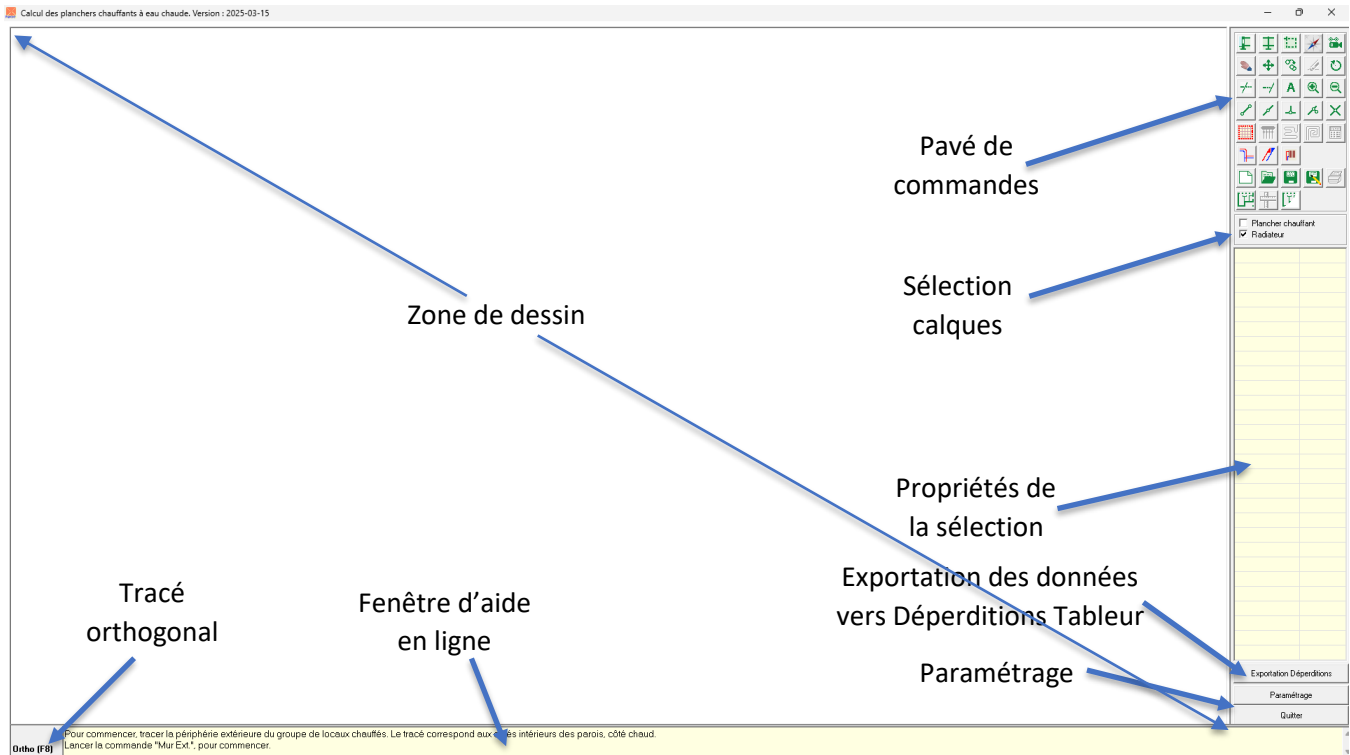 Calcul des planchers chauffants à eau chaude. Version : 2025-03-15
A
Pavé de
commandes
Plancher chauffant
Radiateur
Sélection
calques
Zone de dessin
Propriétés de
la sélection
Exportation des données
vers Déperditions Tableur
Tracé
orthogonal
Fenêtre d'aide
en ligne
Paramétrage
Exportation Déperditions
Paramétrage
Quitter
Ortho (F8)
Pour commencer, tracer la périphérie extérieure du groupe de locaux chauffés. Le tracé correspond aux côtés intérieurs des parois, côté chaud.
Lancer la commande "Mur Ext.", pour commencer.